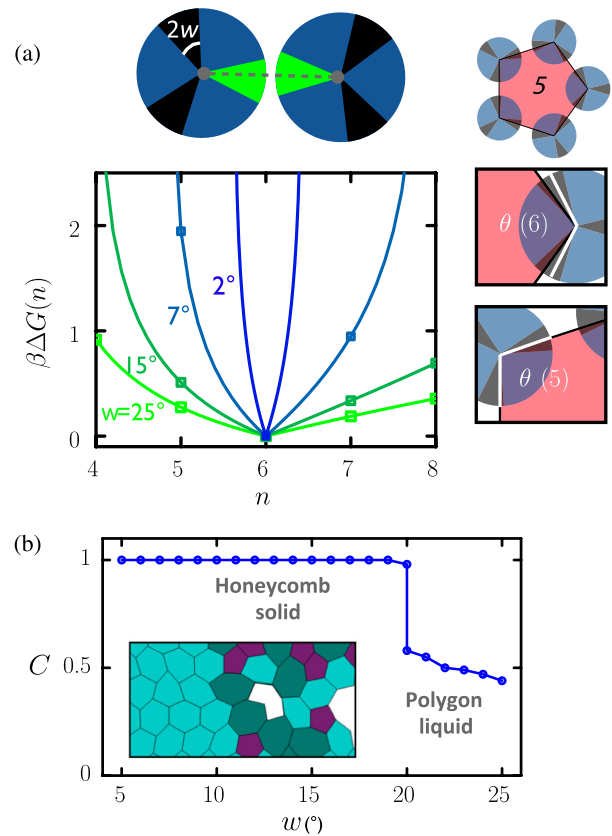 (a)
2w
5
θ (6)
θ (5)
βΔG(n)
2
1
0
2°
7°
15°
w=25°
4 5 6 7 8
n
(b)
C
1
0.5
0
Honeycomb
solid
Polygon
liquid
5 10 15 20 25
w(°)